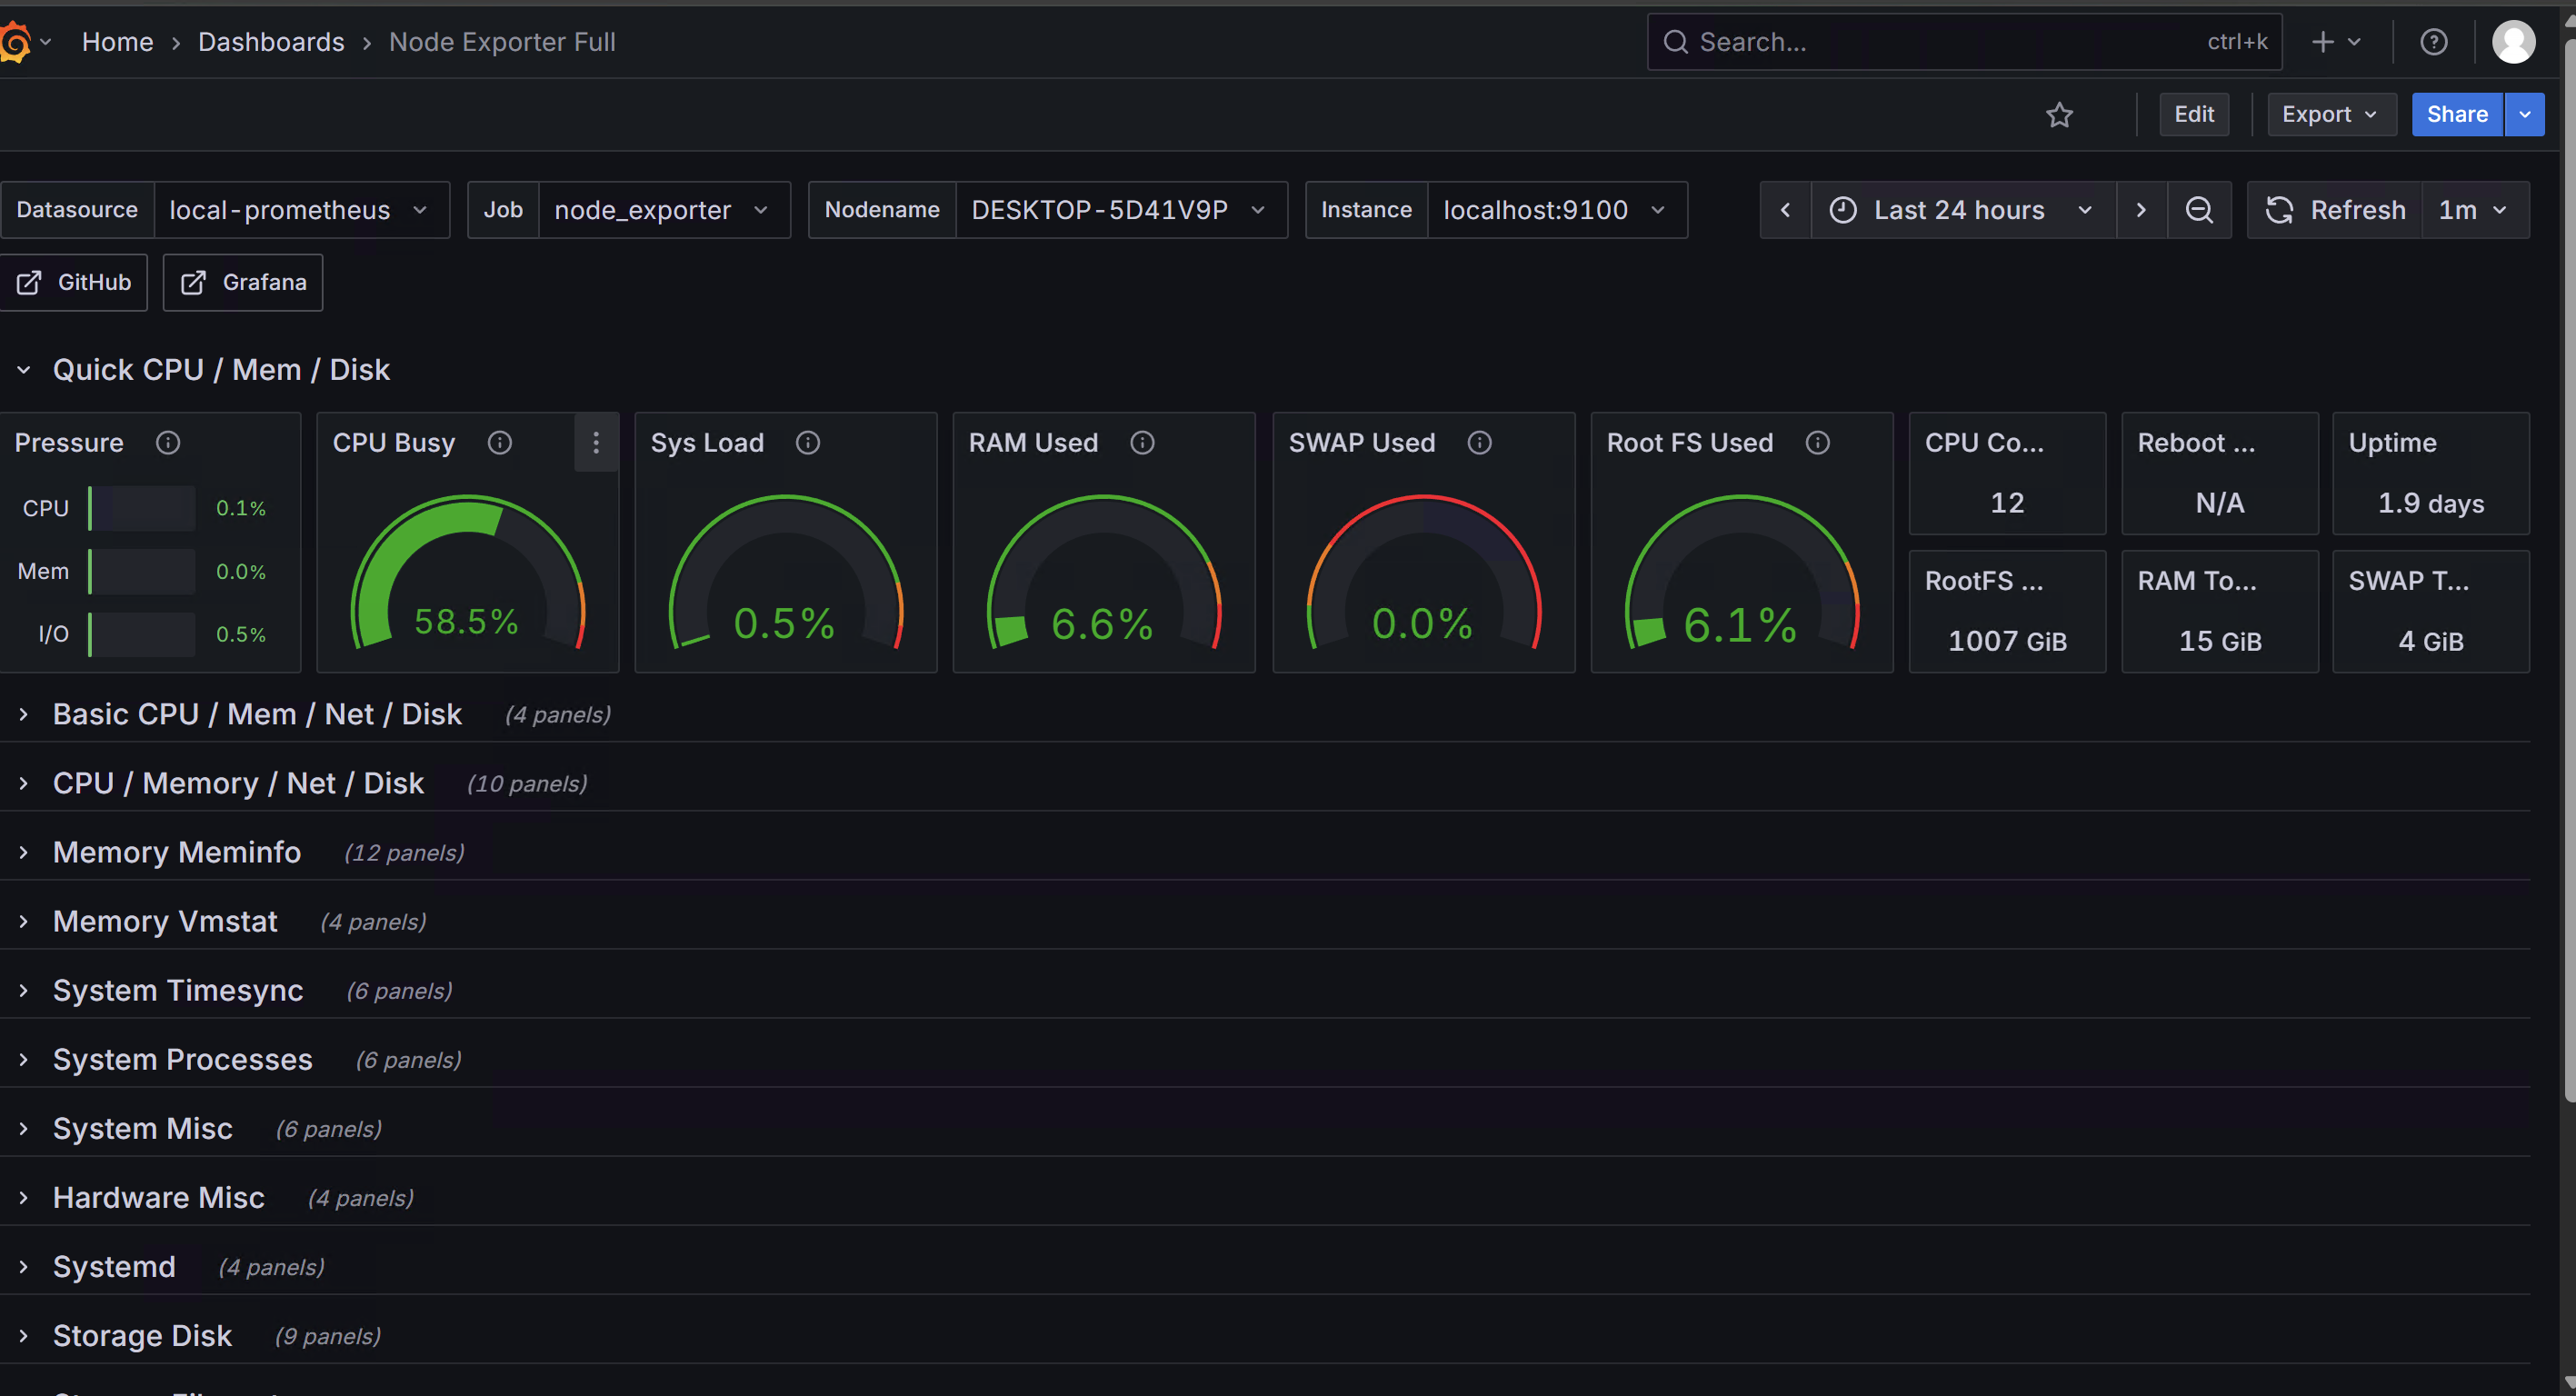 Home › Dashboards › Node Exporter Full
Search... ctrl+k
Edit Export Share
Datasource local-prometheus Job node_exporter Nodename DESKTOP-5D41V9P Instance localhost:9100 Last 24 hours Refresh 1m
GitHub Grafana
Quick CPU / Mem / Disk
Pressure
CPU 0.1%
Mem 0.0%
I/O 0.5%
CPU Busy
58.5%
Sys Load
0.5%
RAM Used
6.6%
SWAP Used
0.0%
Root FS Used
6.1%
CPU Co...
12
Reboot ...
N/A
Uptime
1.9 days
RootFS ...
1007 GiB
RAM To...
15 GiB
SWAP T...
4 GiB
Basic CPU / Mem / Net / Disk (4 panels)
CPU / Memory / Net / Disk (10 panels)
Memory Meminfo (12 panels)
Memory Vmstat (4 panels)
System Timesync (6 panels)
System Processes (6 panels)
System Misc (6 panels)
Hardware Misc (4 panels)
Systemd (4 panels)
Storage Disk (9 panels)